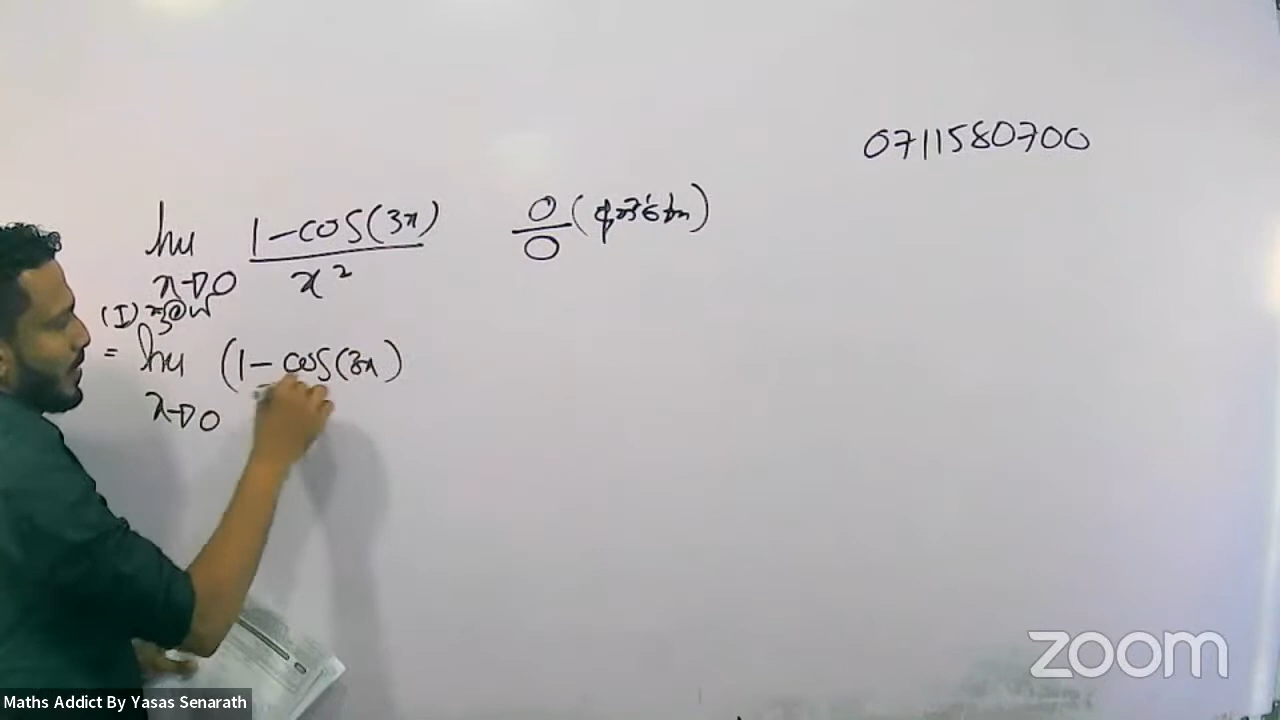 0711580700
lim 1-cos(3x) / x² 0/0 (අනිර්ණිත)
x→0
(I) ක්‍රමය
= lim (1-cos(3x)
x→0
zoom
Maths Addict By Yasas Senarath